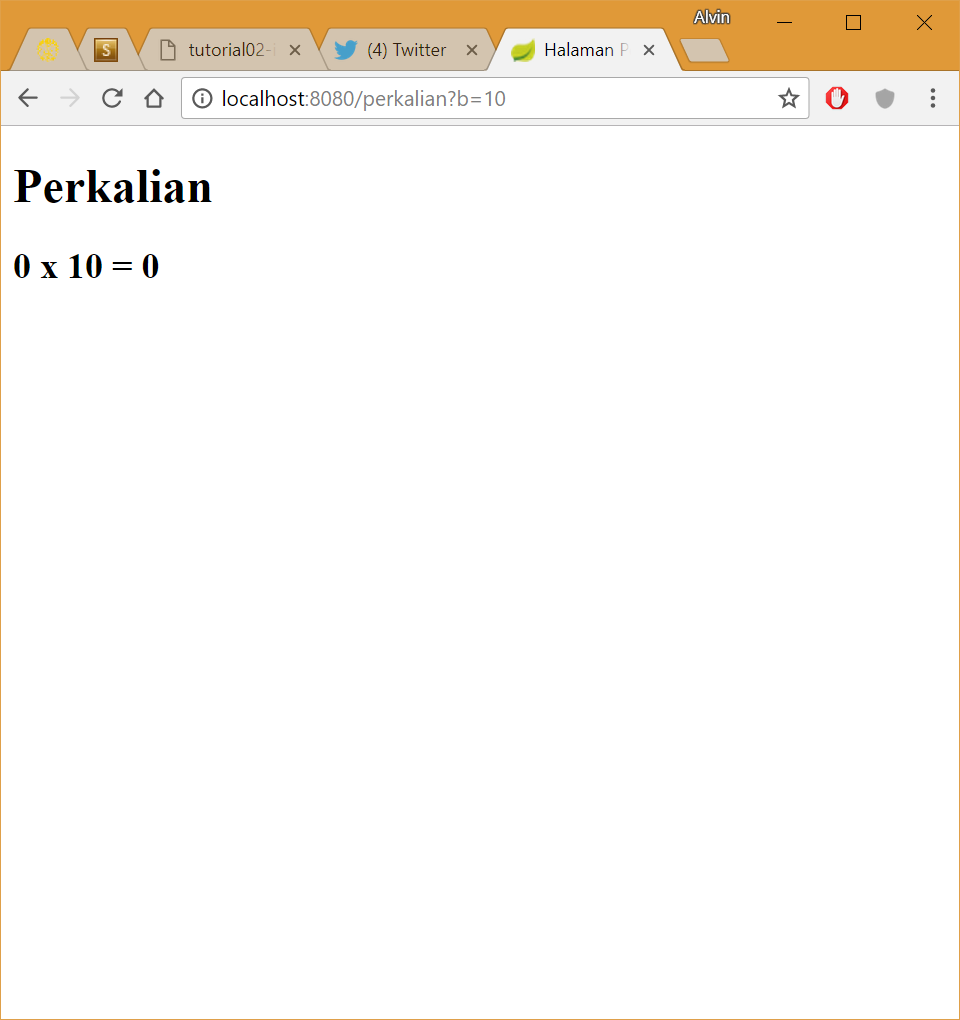 Alvin
S
tutorial02-
(4) Twitter
Halaman P
localhost:8080/perkalian?b=10
Perkalian
0 x 10 = 0